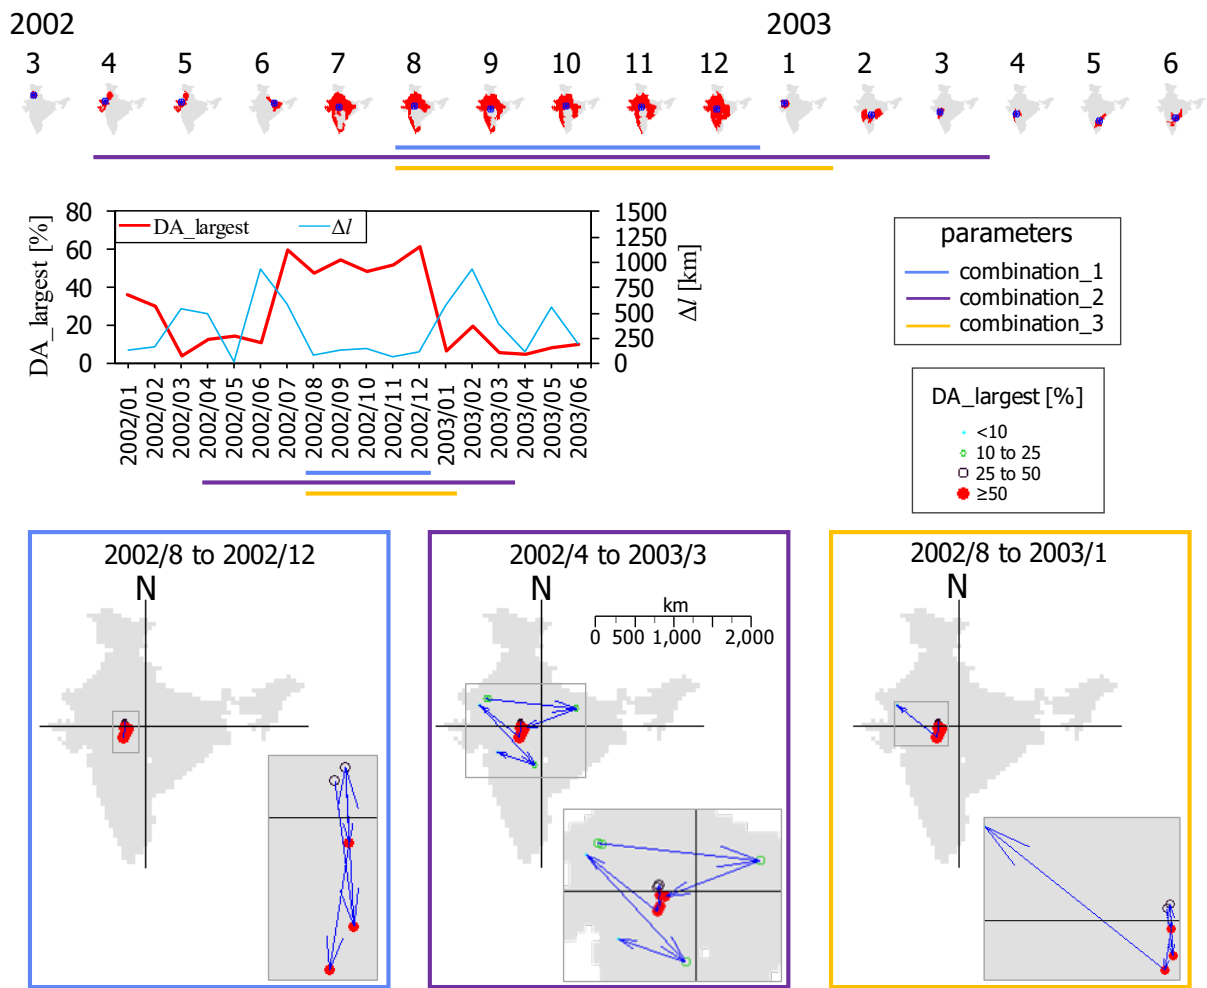 2002 2003
3 4 5 6 7 8 9 10 11 12 1 2 3 4 5 6
DA_largest Δl
DA_largest [%]
80
60
40
20
0
1500
1250
1000
750
500
250
0
Δl [km]
2002/01
2002/02
2002/03
2002/04
2002/05
2002/06
2002/07
2002/08
2002/09
2002/10
2002/11
2002/12
2003/01
2003/02
2003/03
2003/04
2003/05
2003/06
parameters
combination_1
combination_2
combination_3
DA_largest [%]
<10
10 to 25
25 to 50
≥50
2002/8 to 2002/12
N
2002/4 to 2003/3
N
km
0 500 1,000 2,000
2002/8 to 2003/1
N